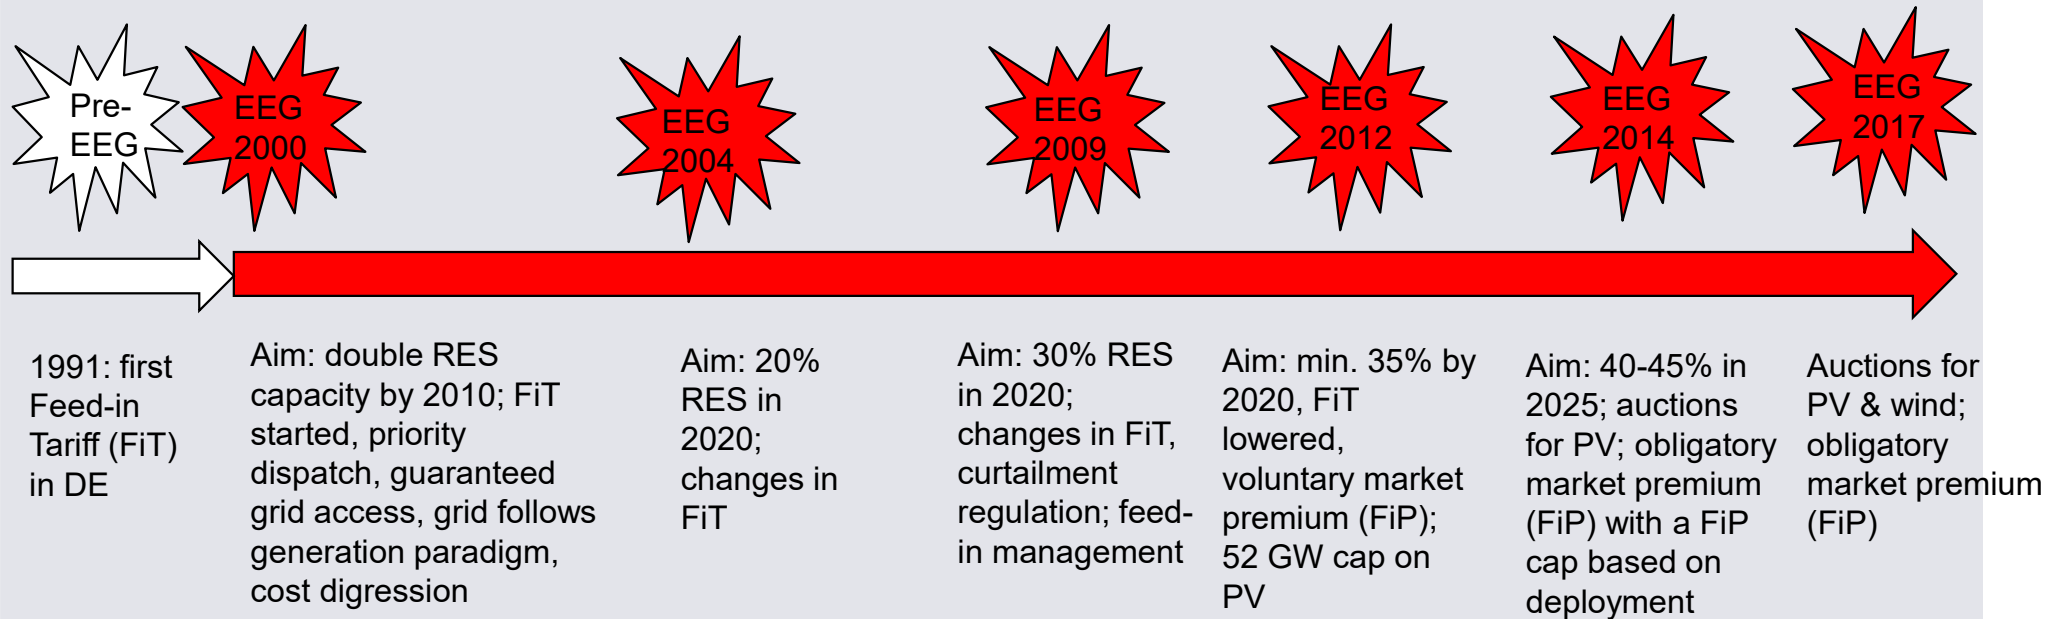 Pre-
EEG
EEG
2000
EEG
2004
EEG
2009
EEG
2012
EEG
2014
EEG
2017
1991: first
Feed-in
Tariff (FiT)
in DE
Aim: double RES
capacity by 2010; FiT
started, priority
dispatch, guaranteed
grid access, grid follows
generation paradigm,
cost digression
Aim: 20%
RES in
2020;
changes in
FiT
Aim: 30% RES
in 2020;
changes in FiT,
curtailment
regulation; feed-
in management
Aim: min. 35% by
2020, FiT
lowered,
voluntary market
premium (FiP);
52 GW cap on
PV
Aim: 40-45% in
2025; auctions
for PV; obligatory
market premium
(FiP) with a FiP
cap based on
deployment
Auctions for
PV & wind;
obligatory
market premium
(FiP)